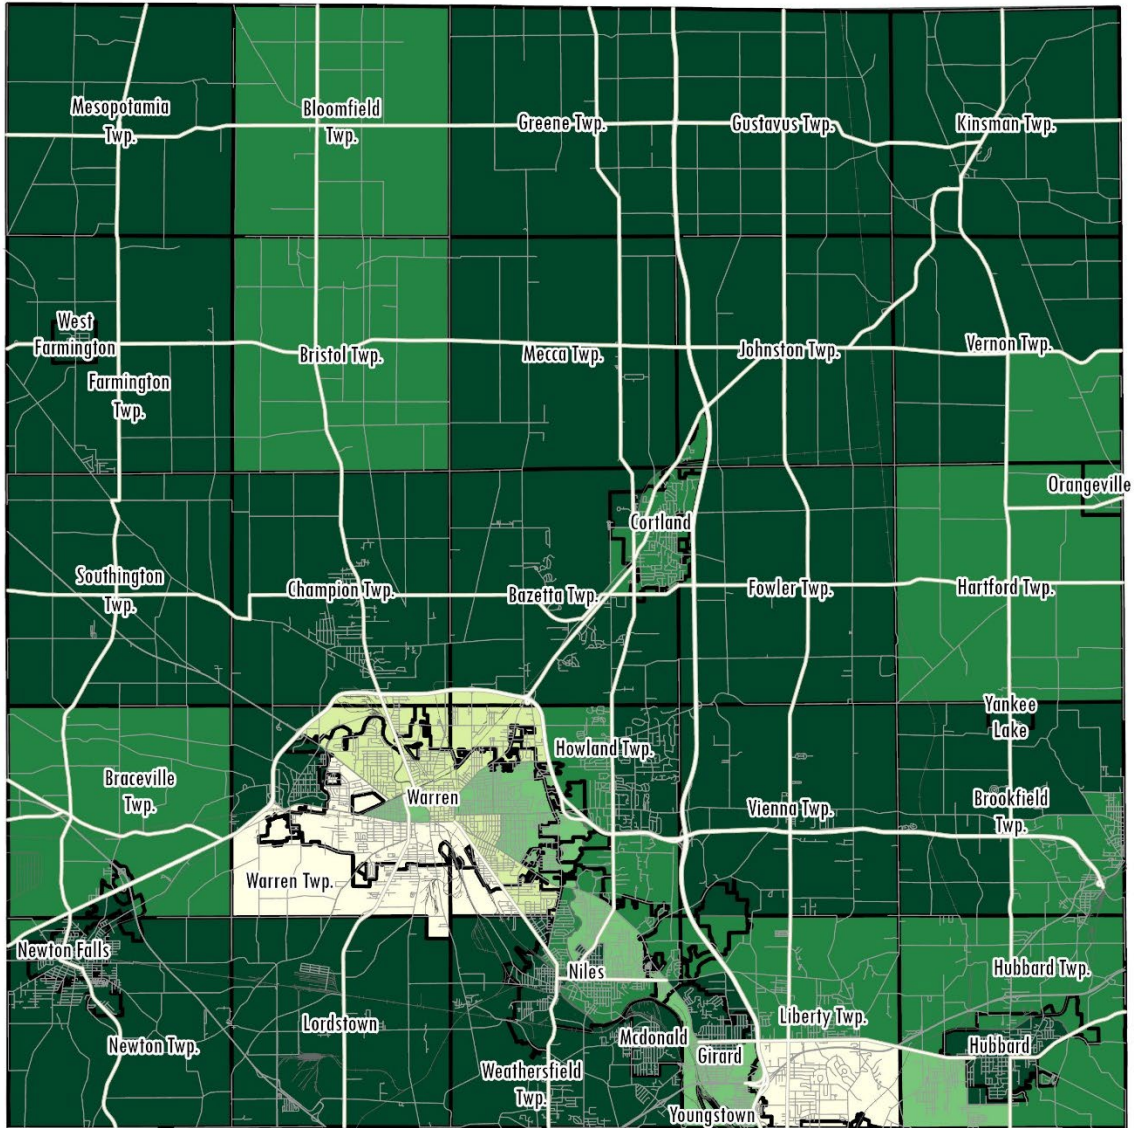 Mesopotamia
Twp.
Bloomfield
Twp.
Greene Twp.
Gustavus Twp.
Kinsman Twp.
West
Farmington
Farmington
Twp.
Bristol Twp.
Mecca Twp.
Johnston Twp.
Vernon Twp.
Orangeville
Cortland
Southington
Twp.
Champion Twp.
Bazetta Twp.
Fowler Twp.
Hartford Twp.
Yankee
Lake
Braceville
Twp.
Warren
Howland Twp.
Vienna Twp.
Brookfield
Twp.
Warren Twp.
Newton Falls
Niles
Hubbard Twp.
Newton Twp.
Lordstown
Weathersfield
Twp.
Mcdonald
Girard
Liberty Twp.
Hubbard
Youngstown